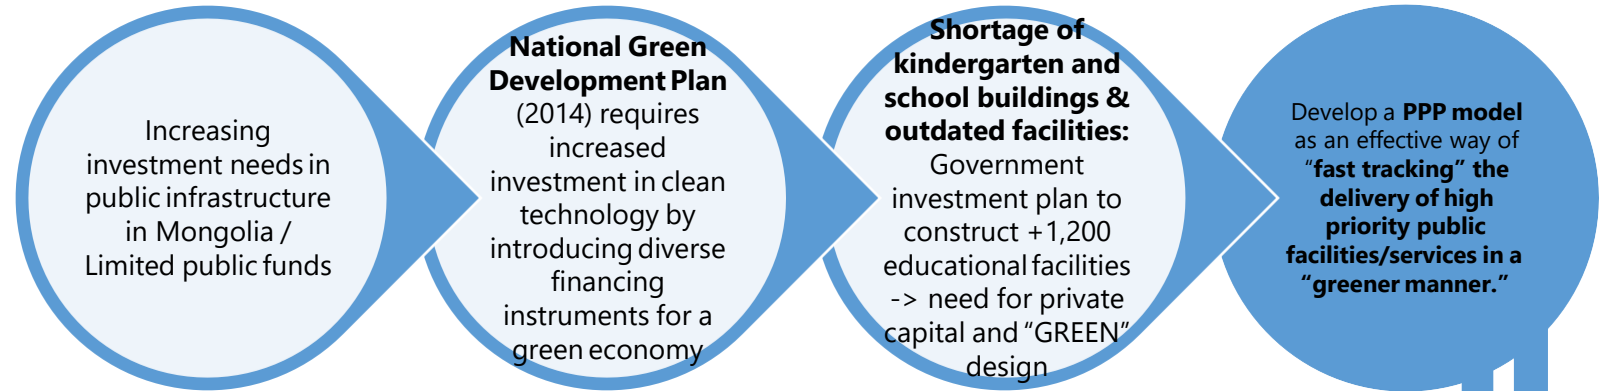 Increasing
investment needs in
public infrastructure
in Mongolia /
Limited public funds
National Green
Development Plan
(2014) requires
increased
investment in clean
technology by
introducing diverse
financing
instruments for a
green economy
Shortage of
kindergarten and
school buildings &
outdated facilities:
Government
investment plan to
construct +1,200
educational facilities
-> need for private
capital and “GREEN”
design
Develop a PPP model
as an effective way of
“fast tracking” the
delivery of high
priority public
facilities/services in a
“greener manner.”